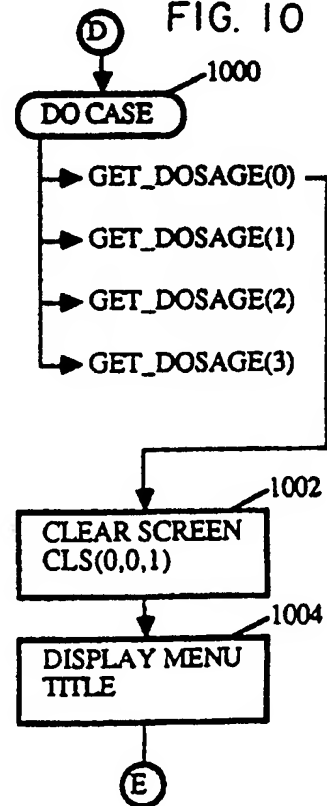 FIG. 10
D
1000
DO CASE
GET_DOSAGE(0)
GET_DOSAGE(1)
GET_DOSAGE(2)
GET_DOSAGE(3)
1002
CLEAR SCREEN
CLS(0,0,1)
1004
DISPLAY MENU
TITLE
E